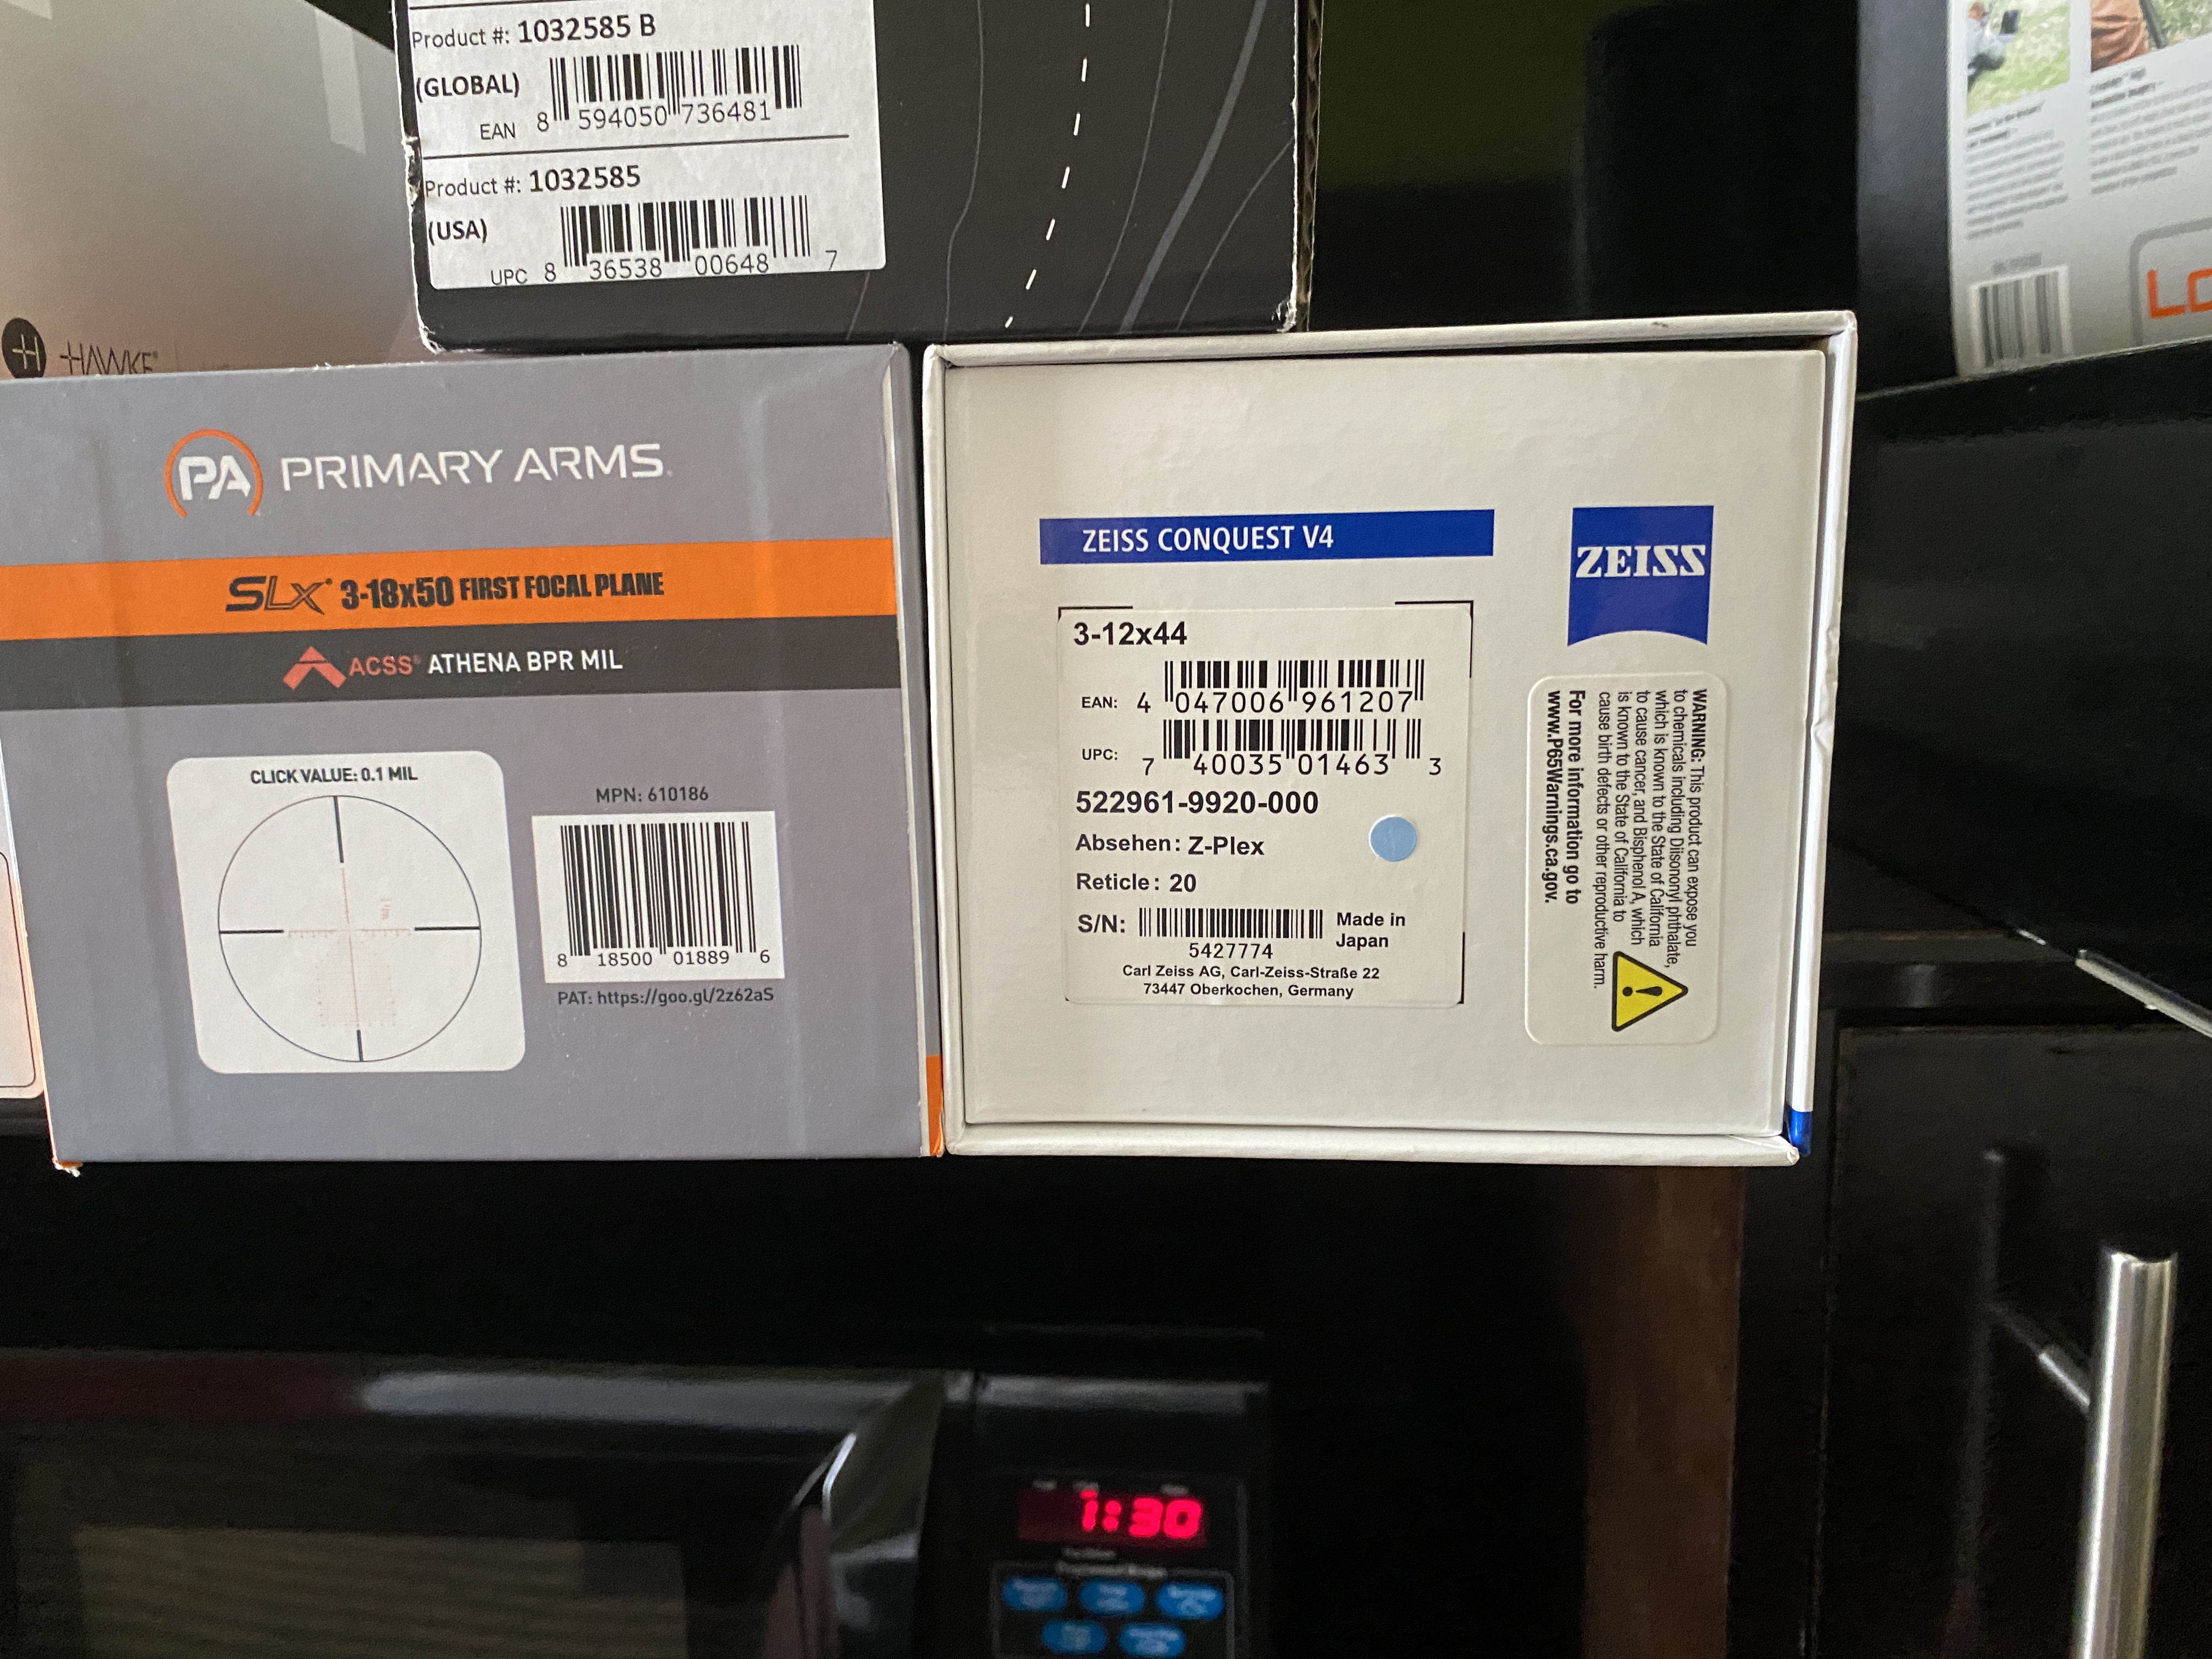 Product #: 1032585 B
(GLOBAL)
EAN 8 594050 736481
Product #: 1032585
(USA)
UPC 8 36538 00648 7
HAWKE
PA PRIMARY ARMS
SLx 3-18x50 FIRST FOCAL PLANE
ACSS® ATHENA BPR MIL
CLICK VALUE: 0.1 MIL
MPN: 610186
8 18500 01889 6
PAT: https://goo.gl/2z62aS
ZEISS CONQUEST V4
ZEISS
3-12x44
EAN: 4 047006 961207
UPC: 7 40035 01463 3
522961-9920-000
Absehen: Z-Plex
Reticle: 20
S/N:
5427774
Made in
Japan
Carl Zeiss AG, Carl-Zeiss-Straße 22
73447 Oberkochen, Germany
WARNING: This product can expose you
to chemicals including Diisononyl phthalate,
which is known to the State of California
to cause cancer, and Bisphenol A, which
is known to the State of California to
cause birth defects or other reproductive harm.
For more information go to
www.P65Warnings.ca.gov.
1:30